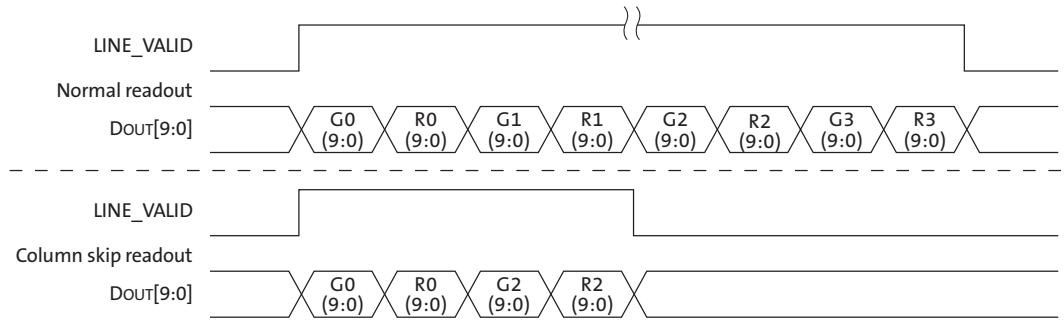 LINE_VALID
Normal readout
DOUT[9:0]
G0 R0 G1 R1 G2 R2 G3 R3
(9:0) (9:0) (9:0) (9:0) (9:0) (9:0) (9:0) (9:0)
LINE_VALID
Column skip readout
DOUT[9:0]
G0 R0 G2 R2
(9:0) (9:0) (9:0) (9:0)